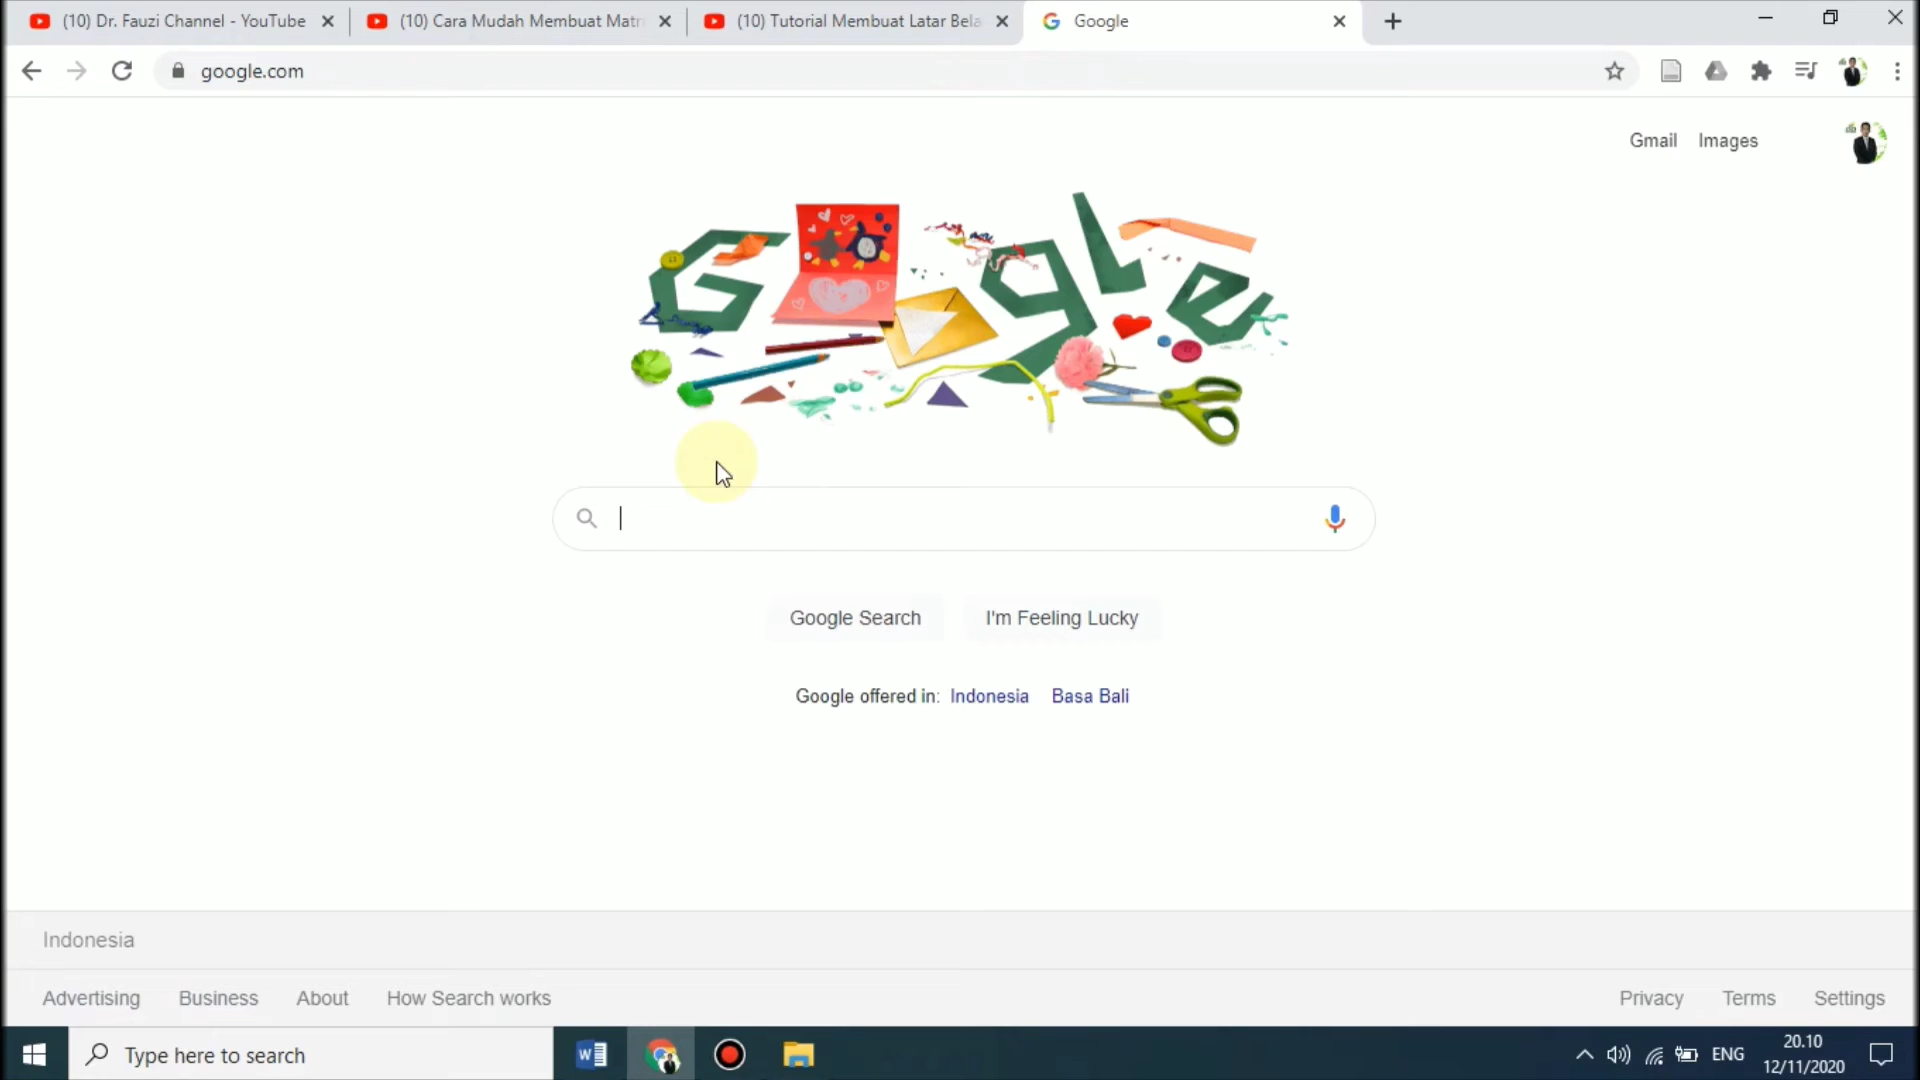 (10) Dr. Fauzi Channel - YouTube
(10) Cara Mudah Membuat Matri
(10) Tutorial Membuat Latar Bela
Google
google.com
Gmail
Images
Google
Google Search
I'm Feeling Lucky
Google offered in: Indonesia Basa Bali
Indonesia
Advertising
Business
About
How Search works
Privacy
Terms
Settings
Type here to search
ENG
20.10
12/11/2020